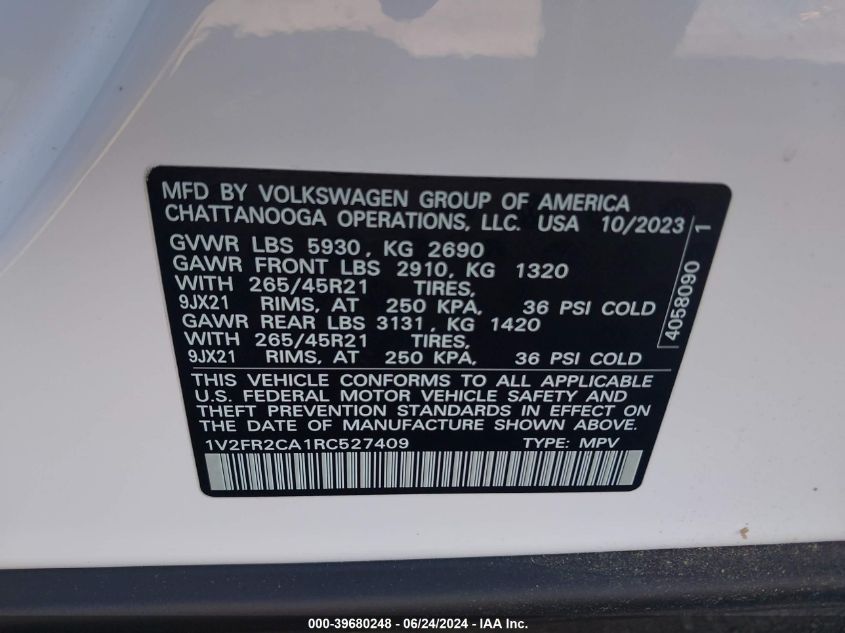 MFD BY VOLKSWAGEN GROUP OF AMERICA
CHATTANOOGA OPERATIONS, LLC. USA 10/2023
GVWR LBS 5930, KG 2690
GAWR FRONT LBS 2910, KG 1320
WITH 265/45R21 TIRES,
9JX21 RIMS, AT 250 KPA, 36 PSI COLD
GAWR REAR LBS 3131, KG 1420
WITH 265/45R21 TIRES,
9JX21 RIMS, AT 250 KPA, 36 PSI COLD
4058090 1
THIS VEHICLE CONFORMS TO ALL APPLICABLE
U.S. FEDERAL MOTOR VEHICLE SAFETY AND
THEFT PREVENTION STANDARDS IN EFFECT ON
THE DATE OF MANUFACTURE SHOWN ABOVE.
1V2FR2CA1RC527409 TYPE: MPV
000-39680248 - 06/24/2024 - IAA Inc.